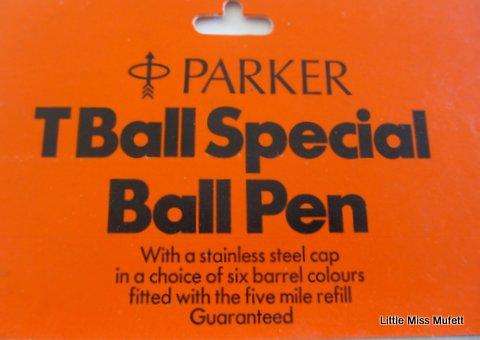 PARKER
T Ball Special
Ball Pen
With a stainless steel cap
in a choice of six barrel colours
fitted with the five mile refill
Guaranteed
Little Miss Mufett